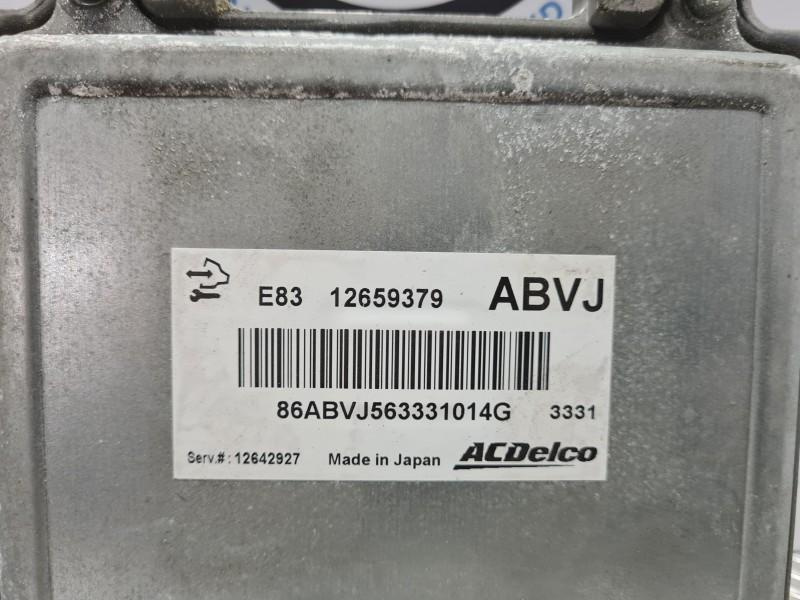 E83 12659379 ABVJ
86ABVJ563331014G 3331
Serv.#: 12642927 Made in Japan ACDelco